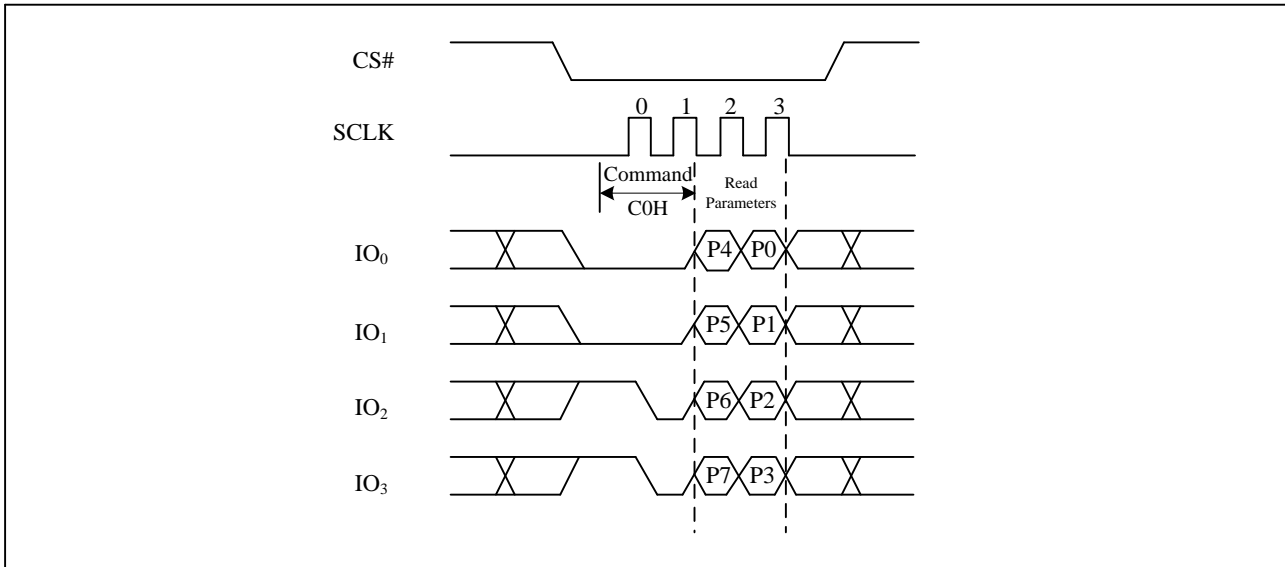 CS#
0 1 2 3
SCLK
Command
C0H
Read
Parameters
IO₀
P4 P0
IO₁
P5 P1
IO₂
P6 P2
IO₃
P7 P3